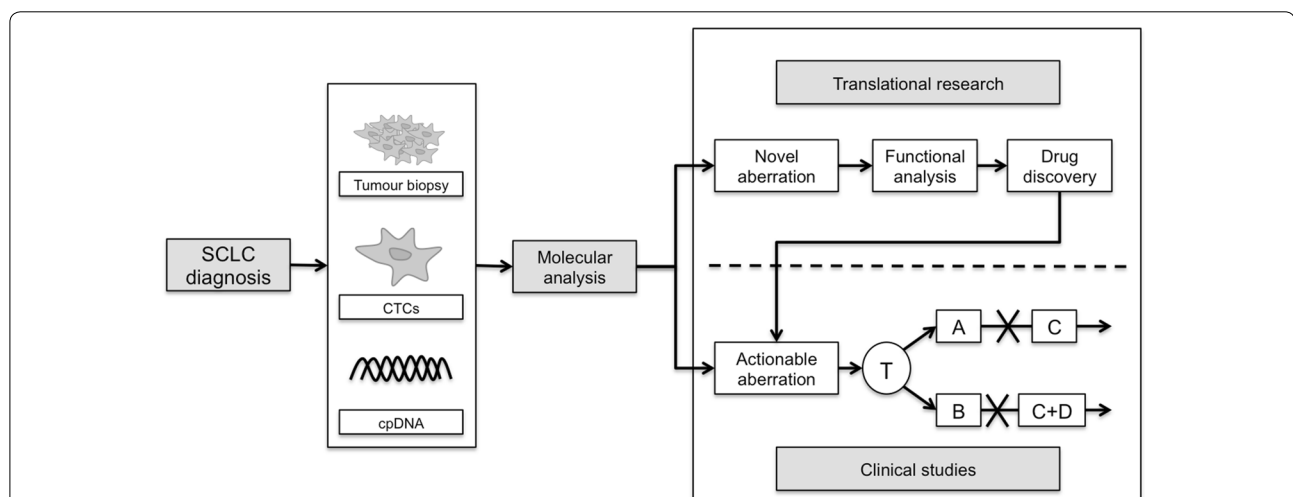 Translational research
Novel
aberration
Functional
analysis
Drug
discovery
Tumour biopsy
SCLC
diagnosis
CTCs
Molecular
analysis
cpDNA
Actionable
aberration
T
A
C
B
C+D
Clinical studies